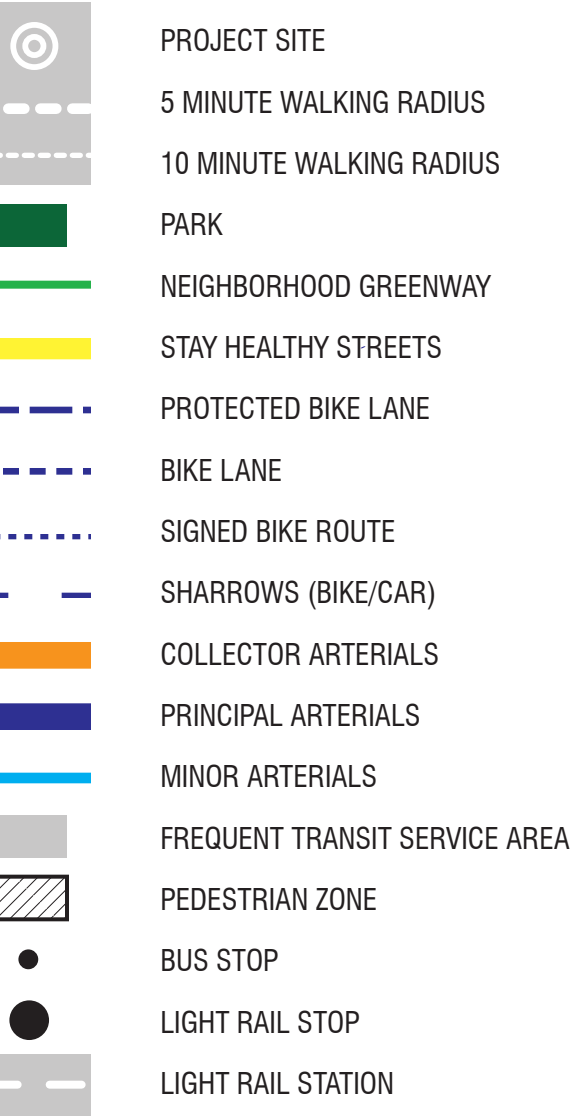 PROJECT SITE
5 MINUTE WALKING RADIUS
10 MINUTE WALKING RADIUS
PARK
NEIGHBORHOOD GREENWAY
STAY HEALTHY STREETS
PROTECTED BIKE LANE
BIKE LANE
SIGNED BIKE ROUTE
SHARROWS (BIKE/CAR)
COLLECTOR ARTERIALS
PRINCIPAL ARTERIALS
MINOR ARTERIALS
FREQUENT TRANSIT SERVICE AREA
PEDESTRIAN ZONE
BUS STOP
LIGHT RAIL STOP
LIGHT RAIL STATION